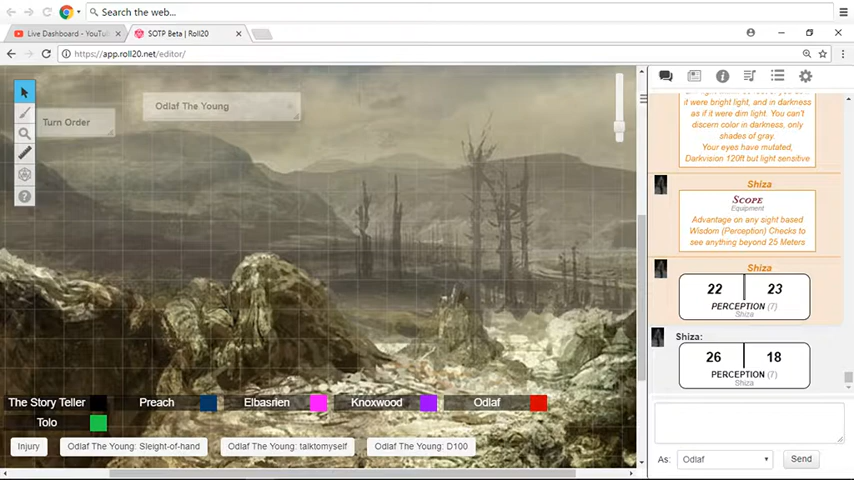 Search the web...
Live Dashboard - YouTu
SOTP Beta | Roll20
https://app.roll20.net/editor/
Odlaf The Young
Turn Order
it were bright light, and in darkness
as if it were dim light. You can't
discern color in darkness, only
shades of gray.
Your eyes have mutated,
Darkvision 120ft but light sensitive
Shiza
SCOPE
Equipment
Advantage on any sight based
Wisdom (Perception) Checks to
see anything beyond 25 Meters
Shiza
22 23
PERCEPTION (7)
Shiza
Shiza:
26 18
PERCEPTION (7)
Shiza
The Story Teller Preach Elbasrien Knoxwood Odlaf
Tolo
Injury Odlaf The Young: Sleight-of-hand Odlaf The Young: talktomyself Odlaf The Young: D100
As: Odlaf Send